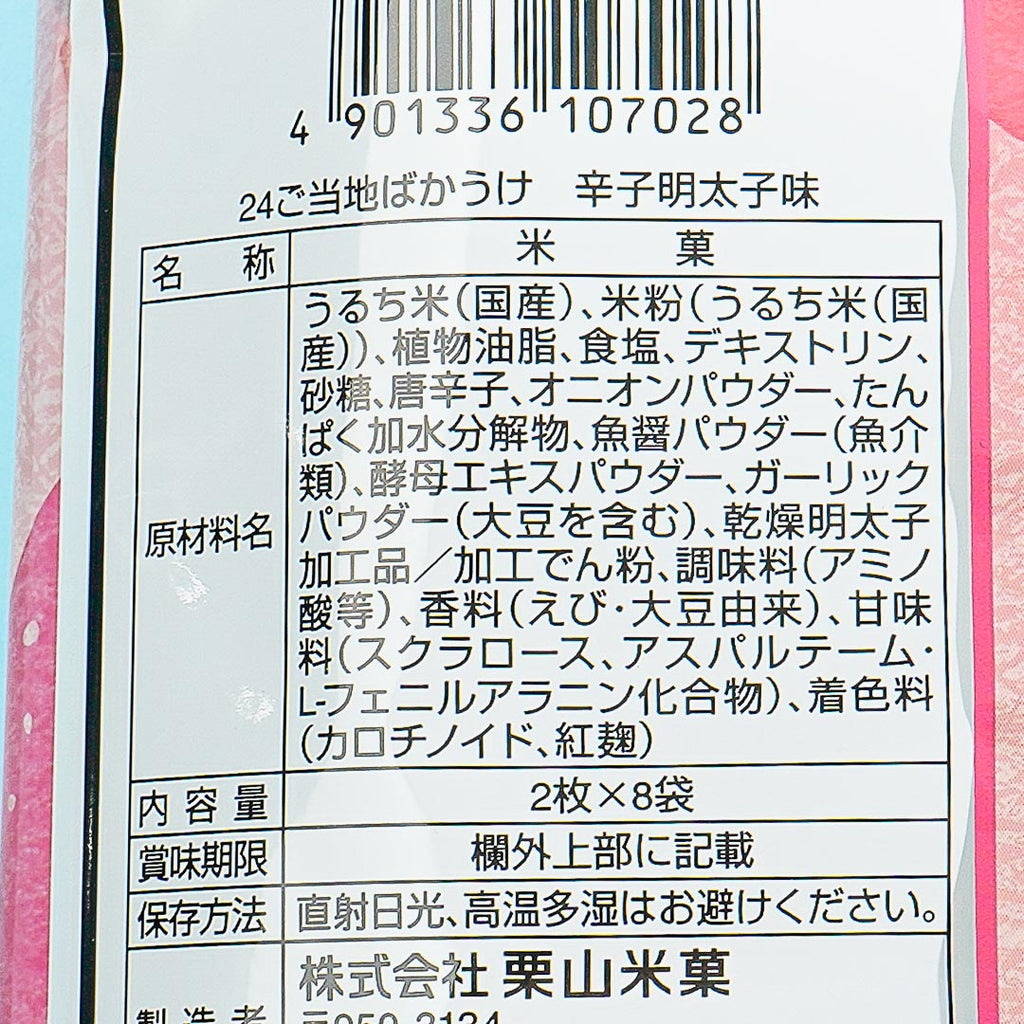 4 901336 107028
24ご当地ばかうけ 辛子明太子味
名称 米菓
原材料名
うるち米(国産)、米粉(うるち米(国
産))、植物油脂、食塩、デキストリン、
砂糖、唐辛子、オニオンパウダー、たん
ぱく加水分解物、魚醤パウダー(魚介
類)、酵母エキスパウダー、ガーリック
パウダー(大豆を含む)、乾燥明太子
加工品/加工でん粉、調味料(アミノ
酸等)、香料(えび・大豆由来)、甘味
料(スクラロース、アスパルテーム・
L-フェニルアラニン化合物)、着色料
(カロチノイド、紅麹)
内容量 2枚×8袋
賞味期限 欄外上部に記載
保存方法 直射日光、高温多湿はお避けください。
製造者 株式会社 栗山米菓
〒950-3134